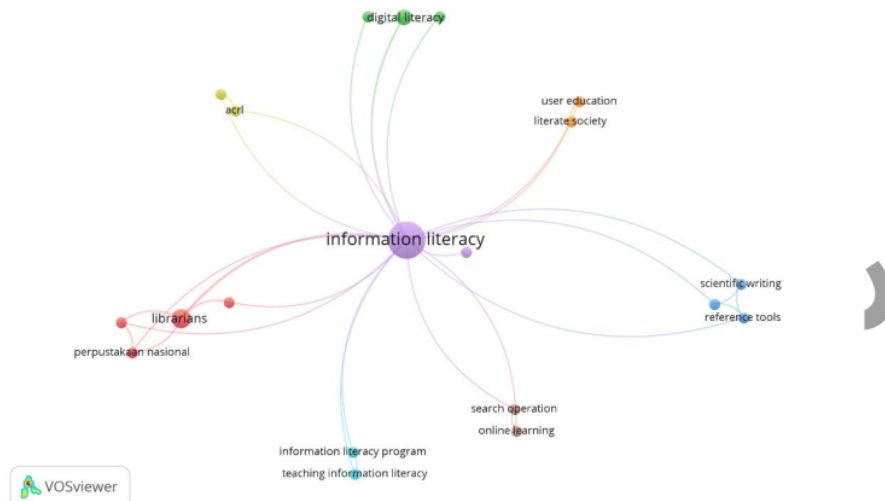 digital literacy
acrl
user education
literate society
information literacy
scientific writing
reference tools
librarians
perpustakaan nasional
search operation
online learning
information literacy program
teaching information literacy
VOSviewer